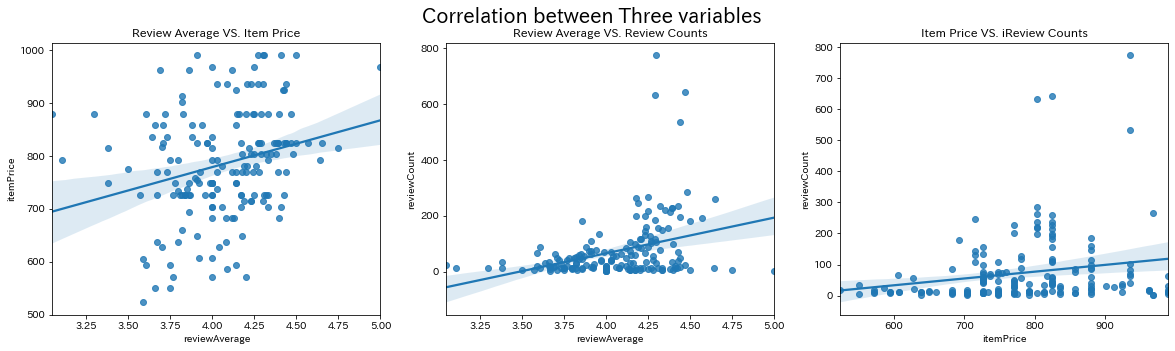 Correlation between Three variables
Review Average VS. Item Price
1000
900
800
700
600
500
itemPrice
3.25 3.50 3.75 4.00 4.25 4.50 4.75 5.00
reviewAverage
Review Average VS. Review Counts
800
600
400
200
0
reviewCount
3.25 3.50 3.75 4.00 4.25 4.50 4.75 5.00
reviewAverage
Item Price VS. iReview Counts
800
700
600
500
400
300
200
100
0
reviewCount
600 700 800 900
itemPrice